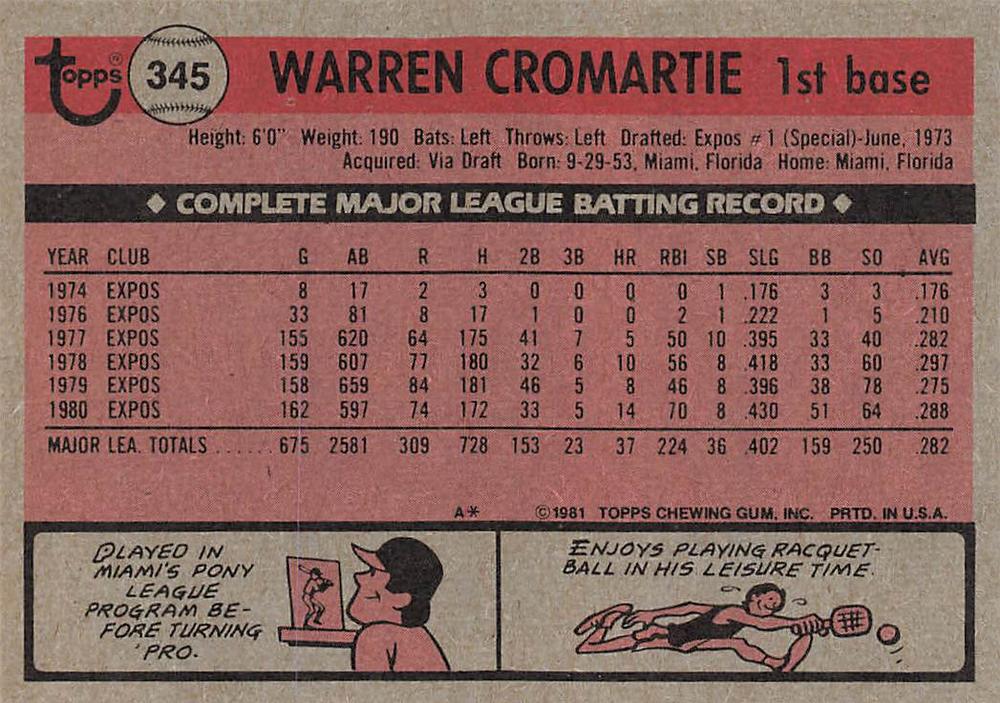 Topps® 345 WARREN CROMARTIE 1st base
Height: 6'0" Weight: 190 Bats: Left Throws: Left Drafted: Expos #1 (Special)-June, 1973
Acquired: Via Draft Born: 9-29-53, Miami, Florida Home: Miami, Florida
◆ COMPLETE MAJOR LEAGUE BATTING RECORD ◆
YEAR CLUB G AB R H 2B 3B HR RBI SB SLG BB SO AVG
1974 EXPOS 8 17 2 3 0 0 0 0 1 .176 3 3 .176
1976 EXPOS 33 81 8 17 1 0 0 2 1 .222 1 5 .210
1977 EXPOS 155 620 64 175 41 7 5 50 10 .395 33 40 .282
1978 EXPOS 159 607 77 180 32 6 10 56 8 .418 33 60 .297
1979 EXPOS 158 659 84 181 46 5 8 46 8 .396 38 78 .275
1980 EXPOS 162 597 74 172 33 5 14 70 8 .430 51 64 .288
MAJOR LEA. TOTALS ...... 675 2581 309 728 153 23 37 224 36 .402 159 250 .282
A* ©1981 TOPPS CHEWING GUM, INC. PRTD. IN U.S.A.
PLAYED IN
MIAMI'S PONY
LEAGUE
PROGRAM BE-
FORE TURNING
'PRO.
ENJOYS PLAYING RACQUET-
BALL IN HIS LEISURE TIME.